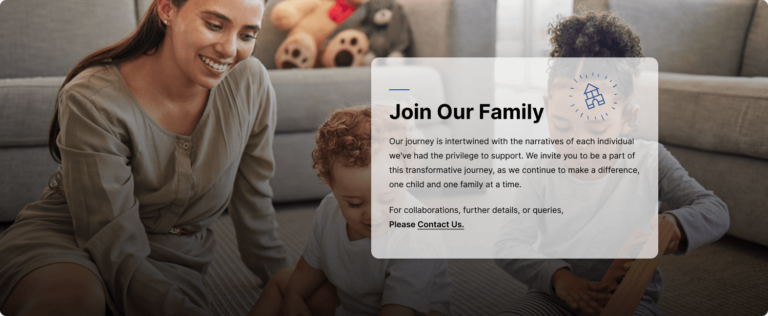 Join Our Family
Our journey is intertwined with the narratives of each individual
we've had the privilege to support. We invite you to be a part of
this transformative journey, as we continue to make a difference,
one child and one family at a time.
For collaborations, further details, or queries,
Please Contact Us.